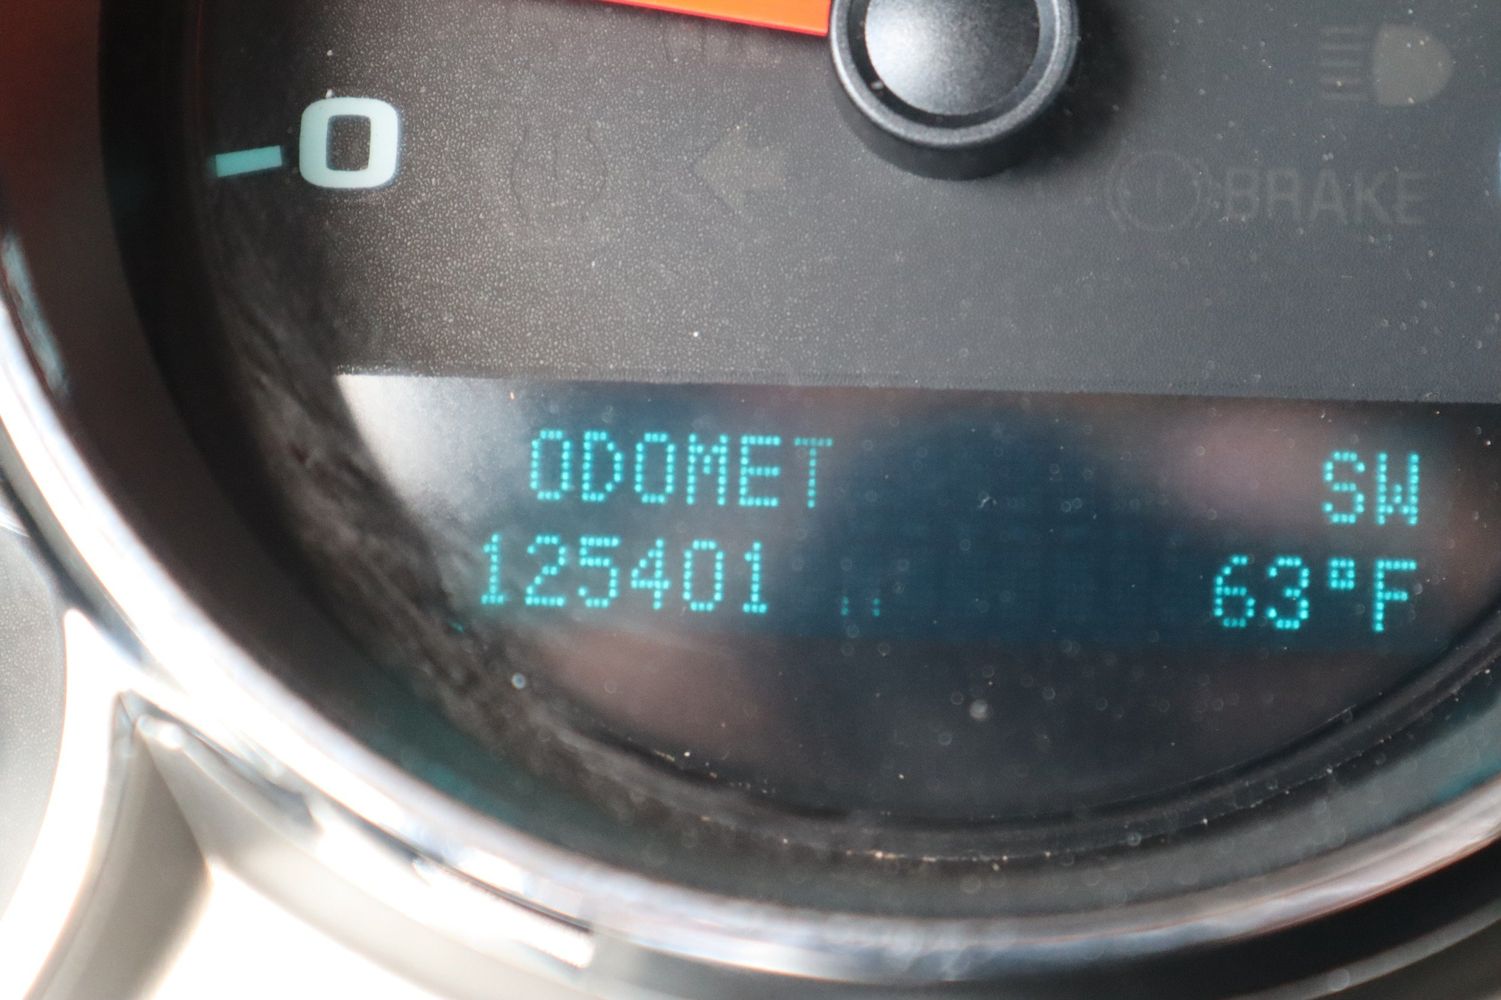 0
BRAKE
ODOMET SW
125401 63°F